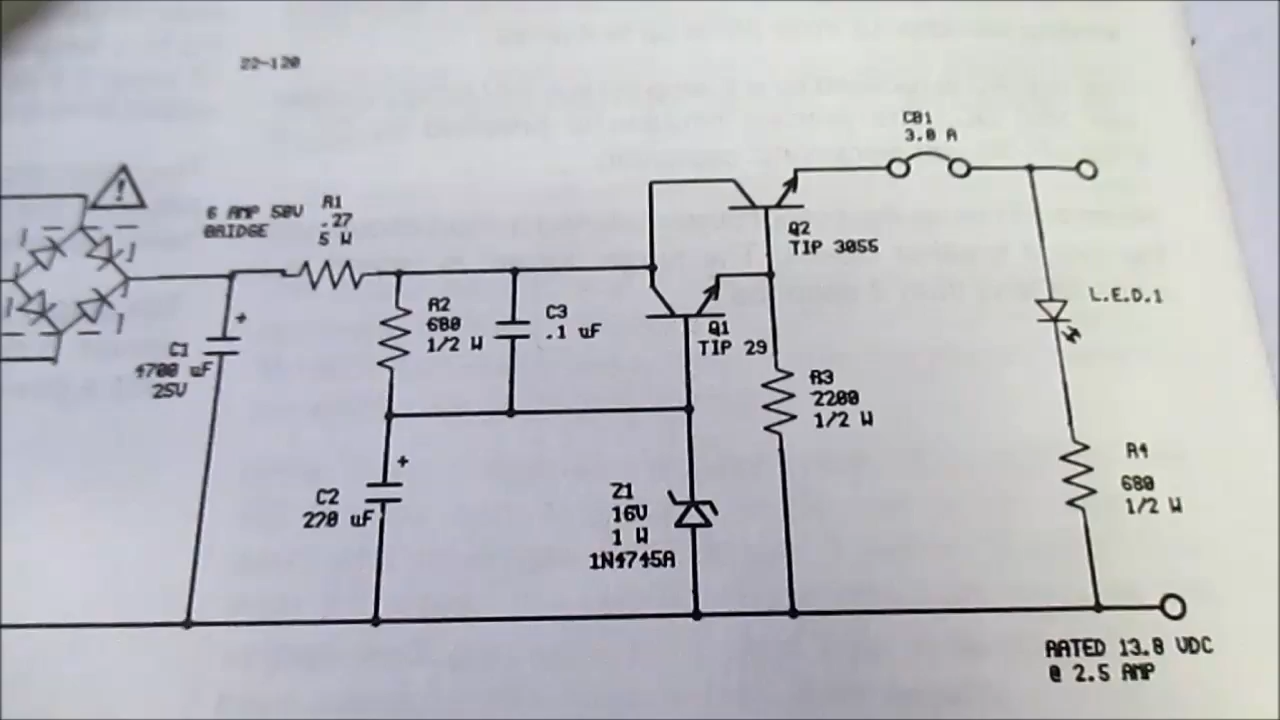 22-120
CB1
3.0 A
6 AMP 50V
BRIDGE
R1
.27
5 W
Q2
TIP 3055
L.E.D.1
R2
680
1/2 W
C3
.1 uF
Q1
TIP 29
C1
4700 uF
25V
+
R3
2200
1/2 W
R4
680
1/2 W
+
C2
270 uF
Z1
16V
1 W
1N4745A
RATED 13.8 VDC
@ 2.5 AMP
!